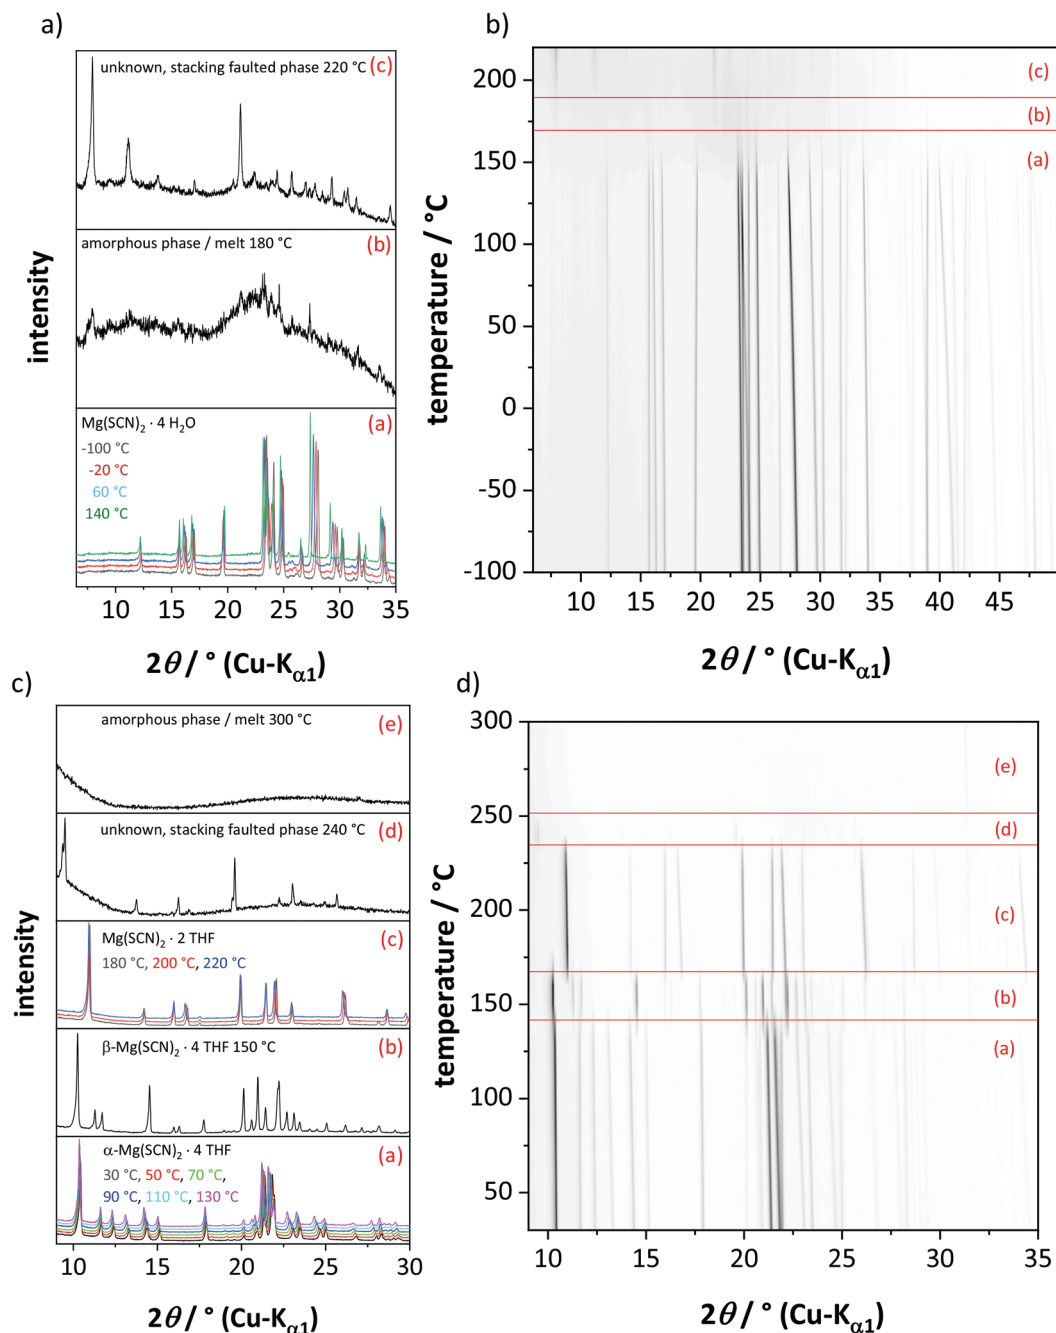 a)
unknown, stacking faulted phase 220 °C (c)
amorphous phase / melt 180 °C (b)
Mg(SCN)₂ · 4 H₂O (a)
-100 °C
-20 °C
60 °C
140 °C
intensity
10 15 20 25 30 35
2θ / ° (Cu-Kα1)
b)
200
150
100
50
0
-50
-100
temperature / °C
(c)
(b)
(a)
10 15 20 25 30 35 40 45
2θ / ° (Cu-Kα1)
c)
amorphous phase / melt 300 °C (e)
unknown, stacking faulted phase 240 °C (d)
Mg(SCN)₂ · 2 THF (c)
180 °C, 200 °C, 220 °C
β-Mg(SCN)₂ · 4 THF 150 °C (b)
α-Mg(SCN)₂ · 4 THF (a)
30 °C, 50 °C, 70 °C,
90 °C, 110 °C, 130 °C
intensity
10 15 20 25 30
2θ / ° (Cu-Kα1)
d)
300
250
200
150
100
50
temperature / °C
(e)
(d)
(c)
(b)
(a)
10 15 20 25 30 35
2θ / ° (Cu-Kα1)